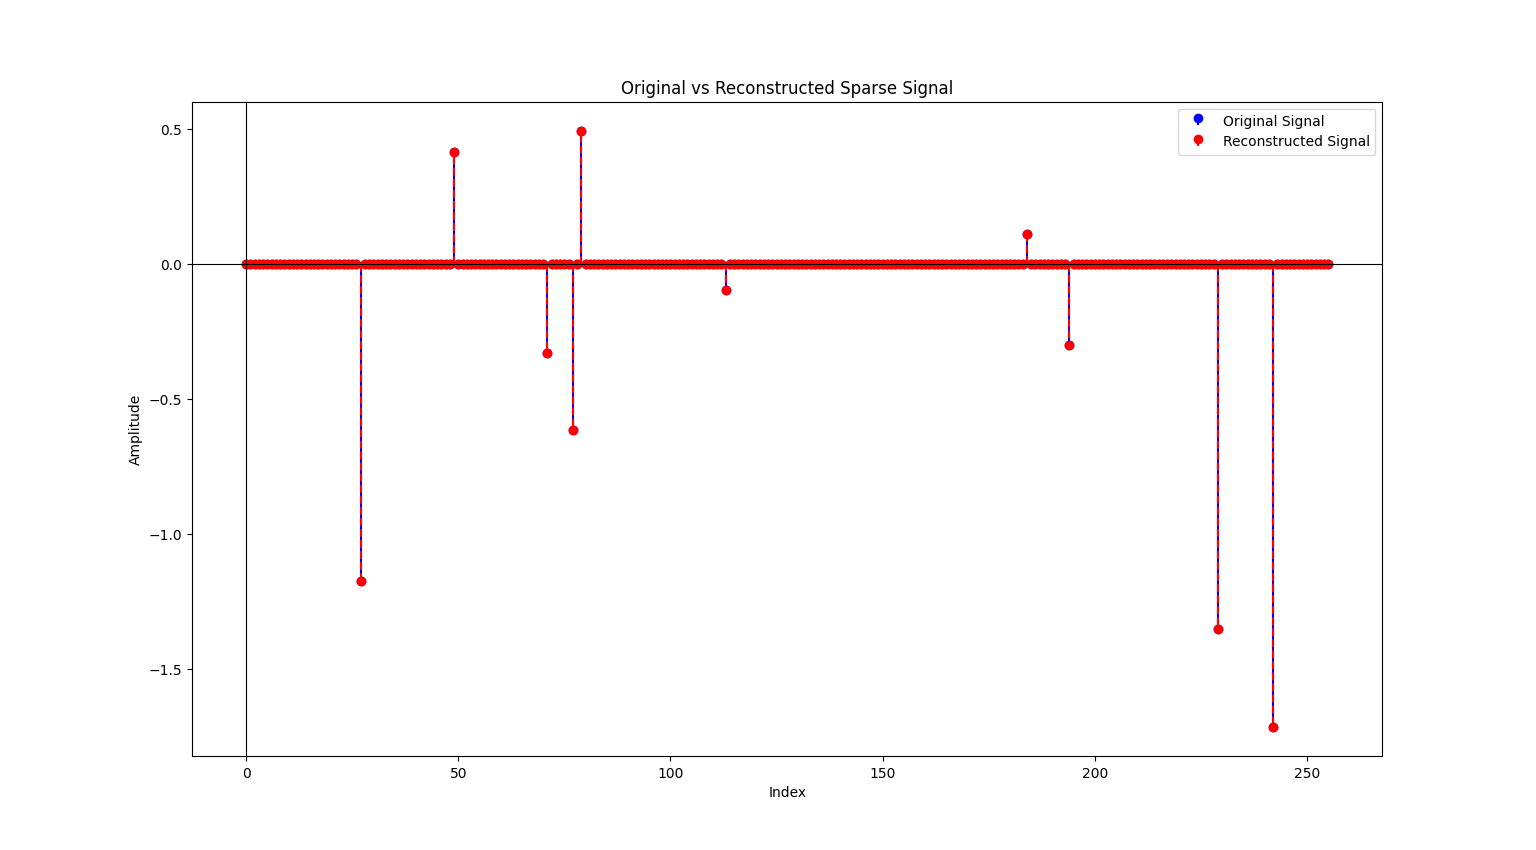 Original vs Reconstructed Sparse Signal
Original Signal
Reconstructed Signal
0.5
0.0
−0.5
−1.0
−1.5
Amplitude
0 50 100 150 200 250
Index